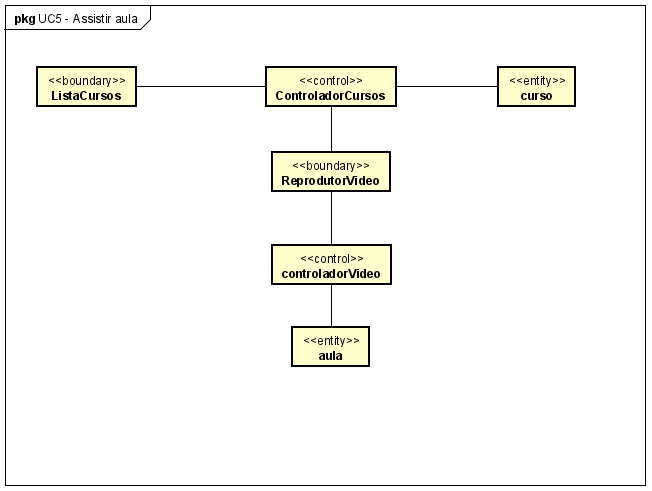 pkg UC5 - Assistir aula
<<boundary>>
ListaCursos
<<control>>
ControladorCursos
<<entity>>
curso
<<boundary>>
ReprodutorVideo
<<control>>
controladorVideo
<<entity>>
aula